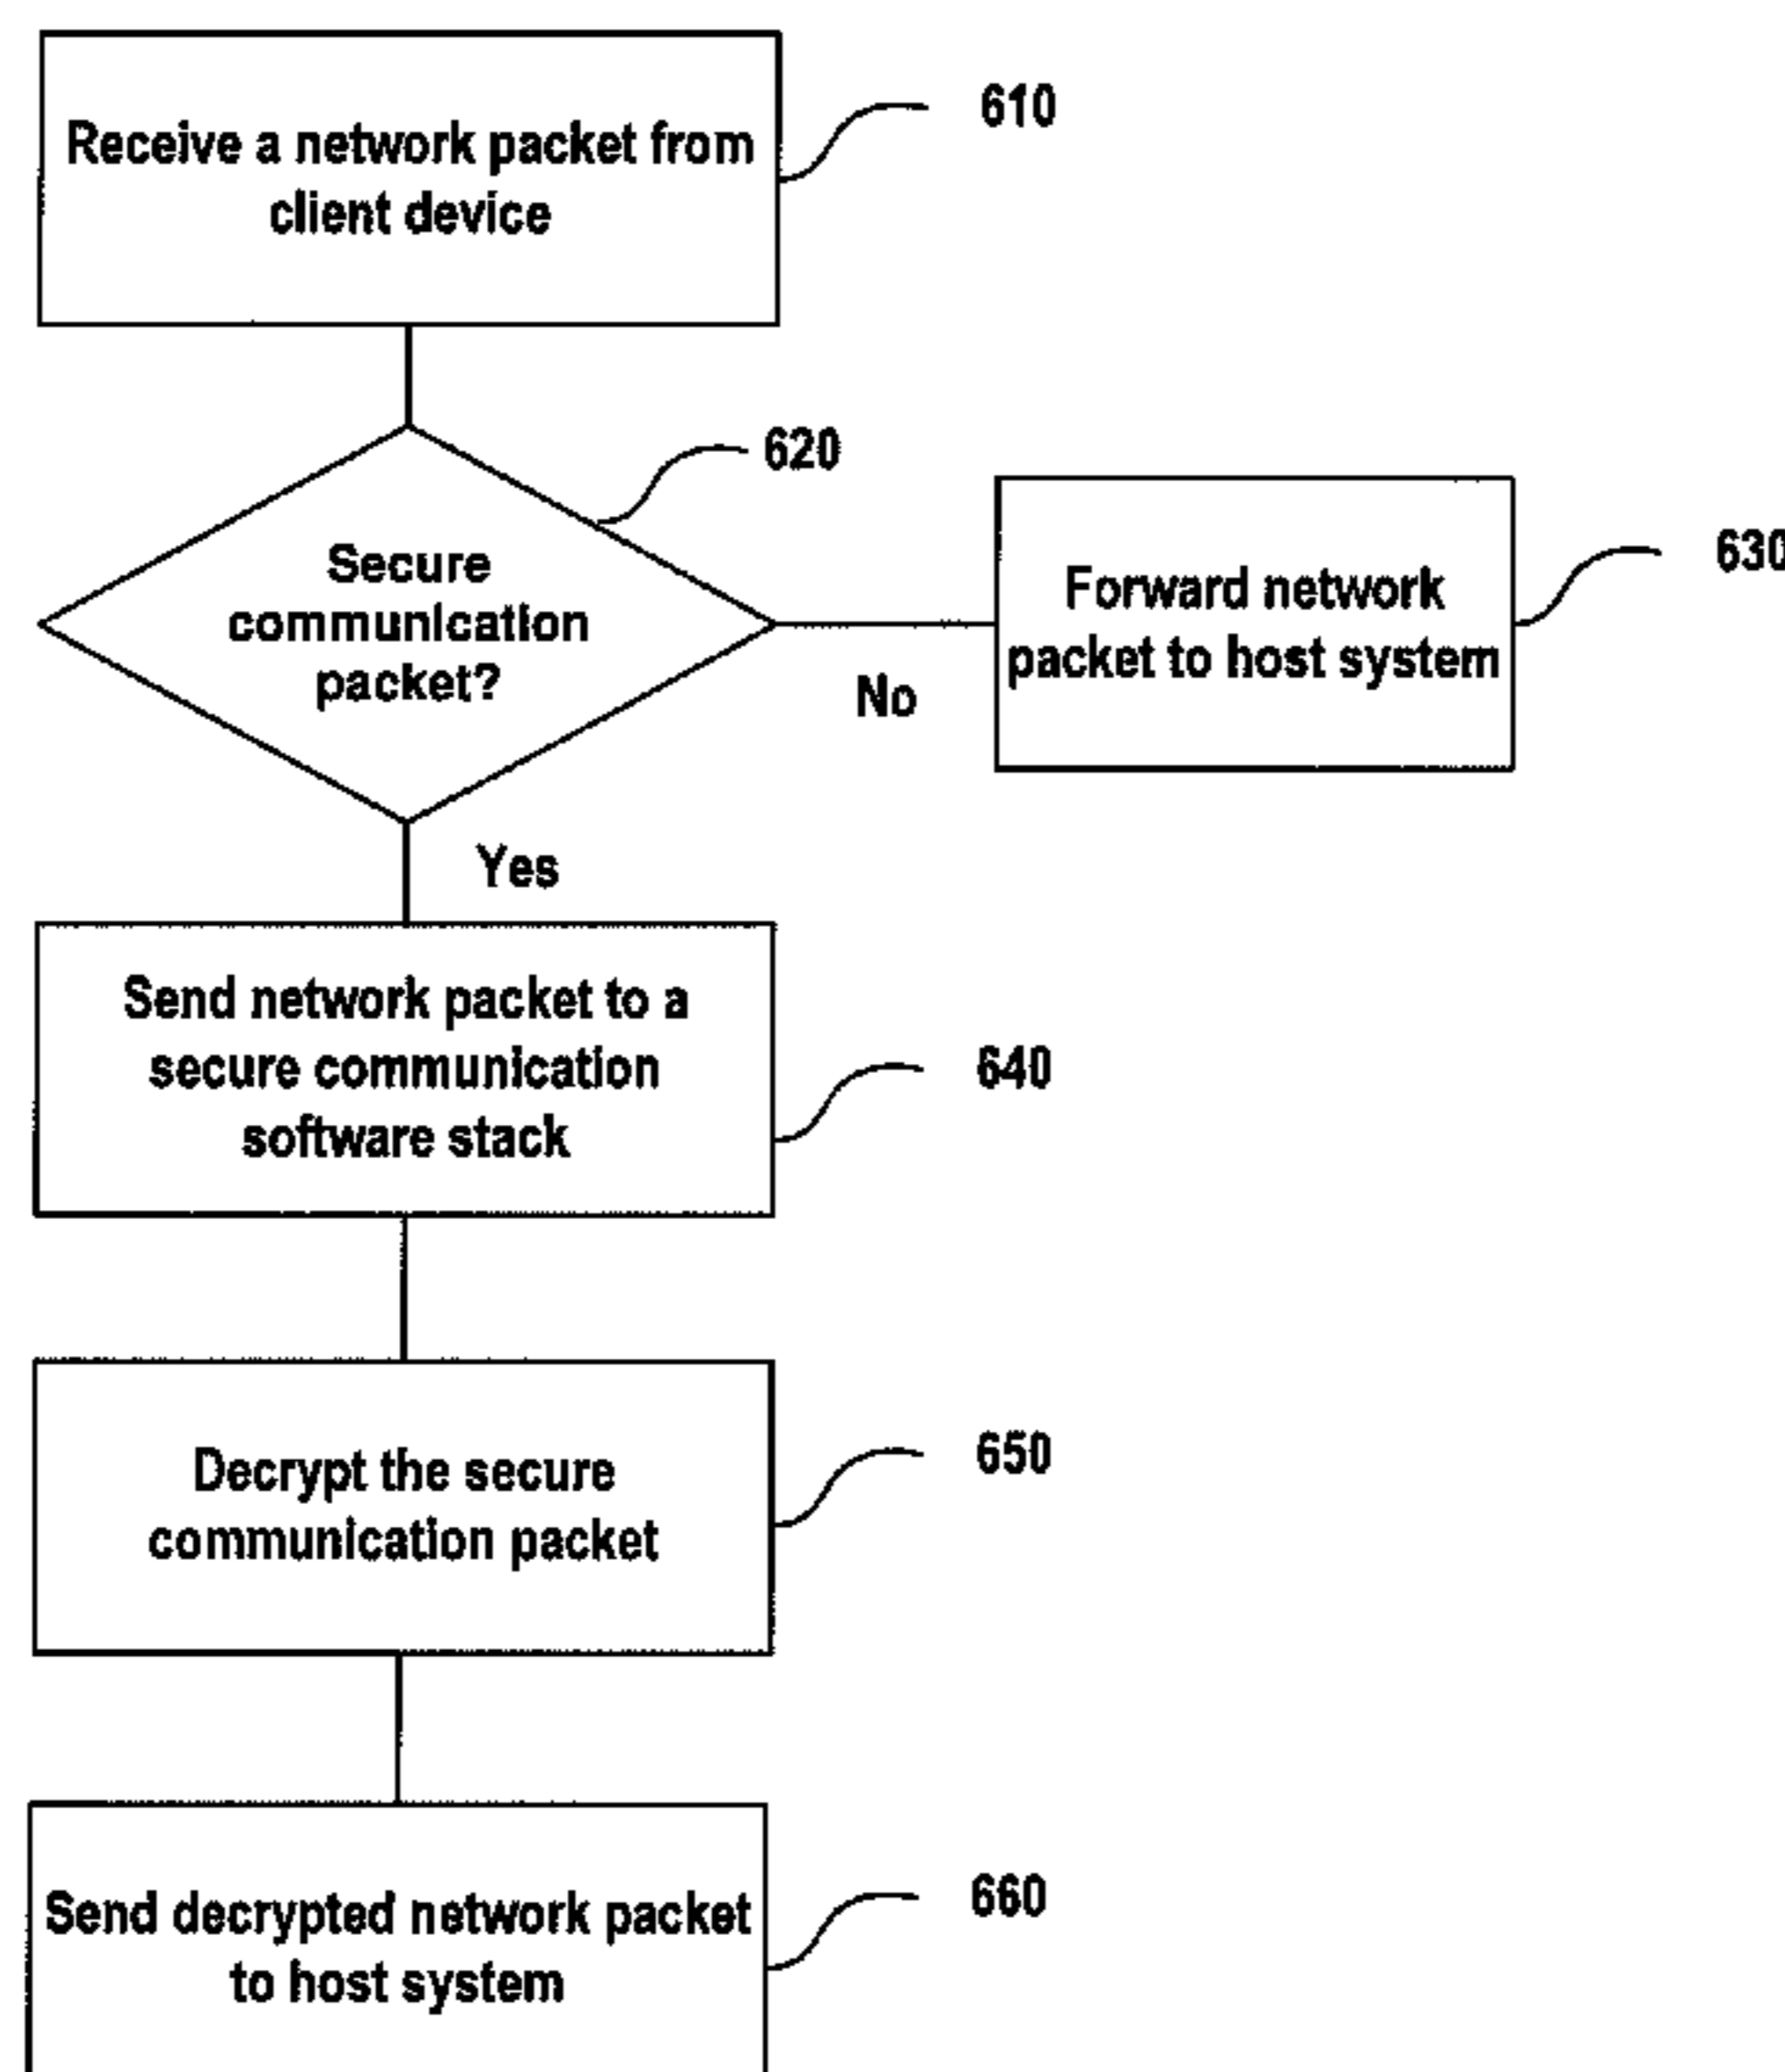 Receive a network packet from
client device
610
620
Secure
communication
packet?
No
Forward network
packet to host system
630
Yes
Send network packet to a
secure communication
software stack
640
Decrypt the secure
communication packet
650
Send decrypted network packet
to host system
660